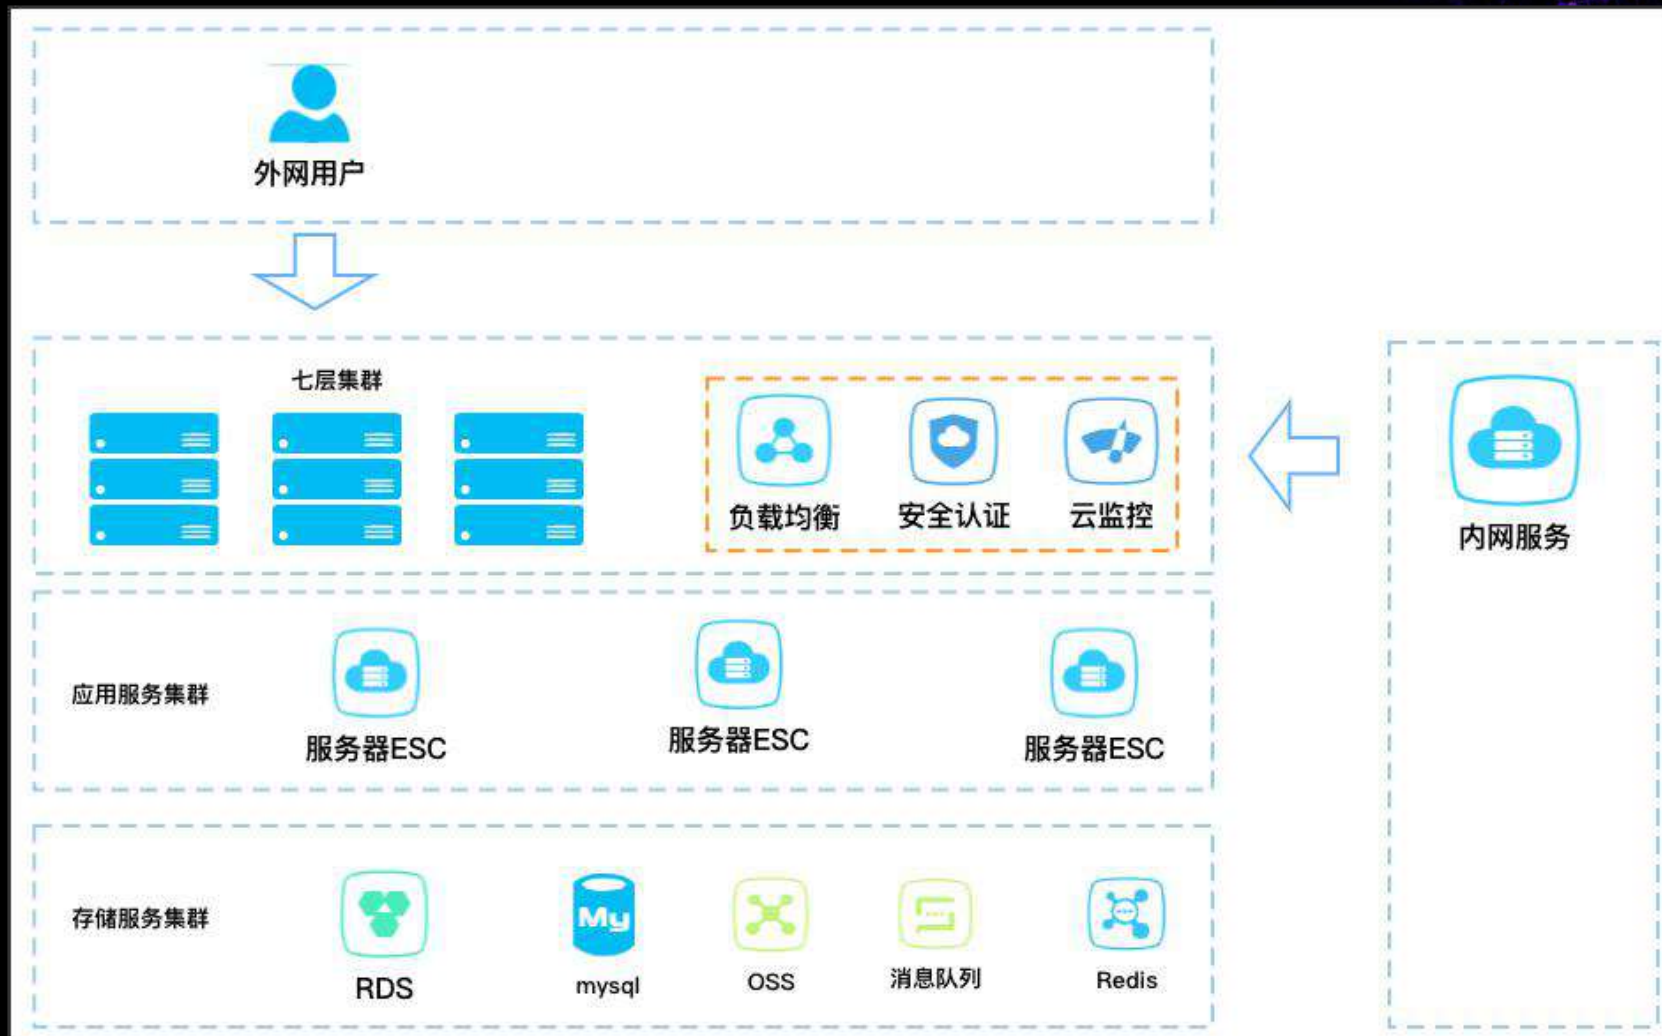 外网用户
七层集群
负载均衡
安全认证
云监控
内网服务
应用服务集群
服务器ESC
服务器ESC
服务器ESC
存储服务集群
RDS
My
mysql
OSS
消息队列
Redis